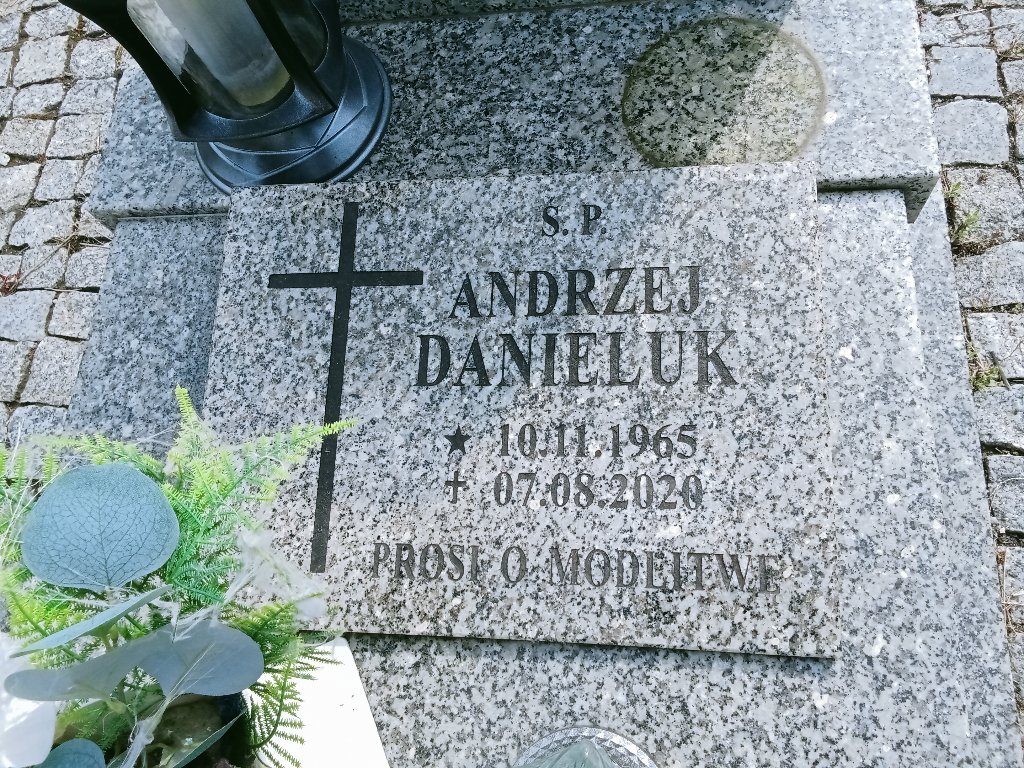 S. P.
ANDRZEJ
DANIELUK
★ 10.11.1965
✝ 07.08.2020
PROSI O MODLITWĘ